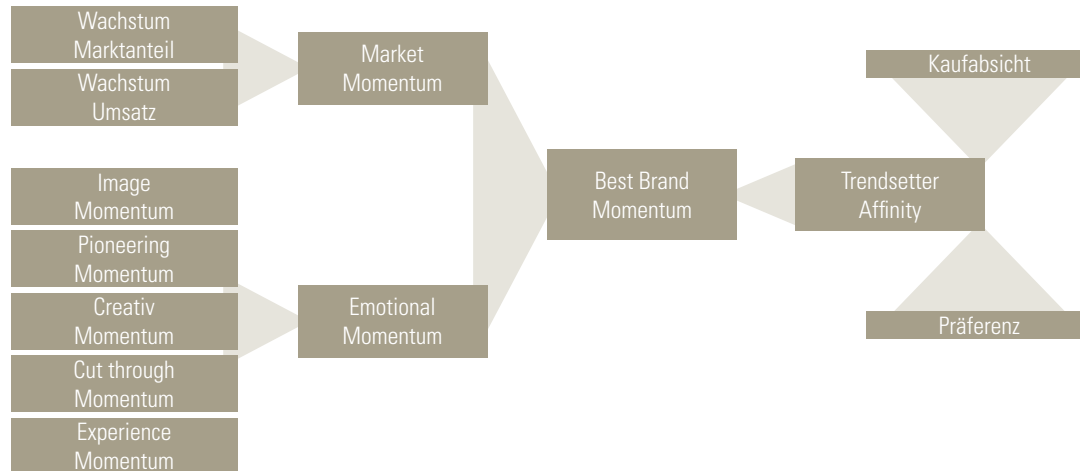 Wachstum
Marktanteil
Wachstum
Umsatz
Market
Momentum
Image
Momentum
Pioneering
Momentum
Creativ
Momentum
Cut through
Momentum
Experience
Momentum
Emotional
Momentum
Best Brand
Momentum
Trendsetter
Affinity
Kaufabsicht
Präferenz